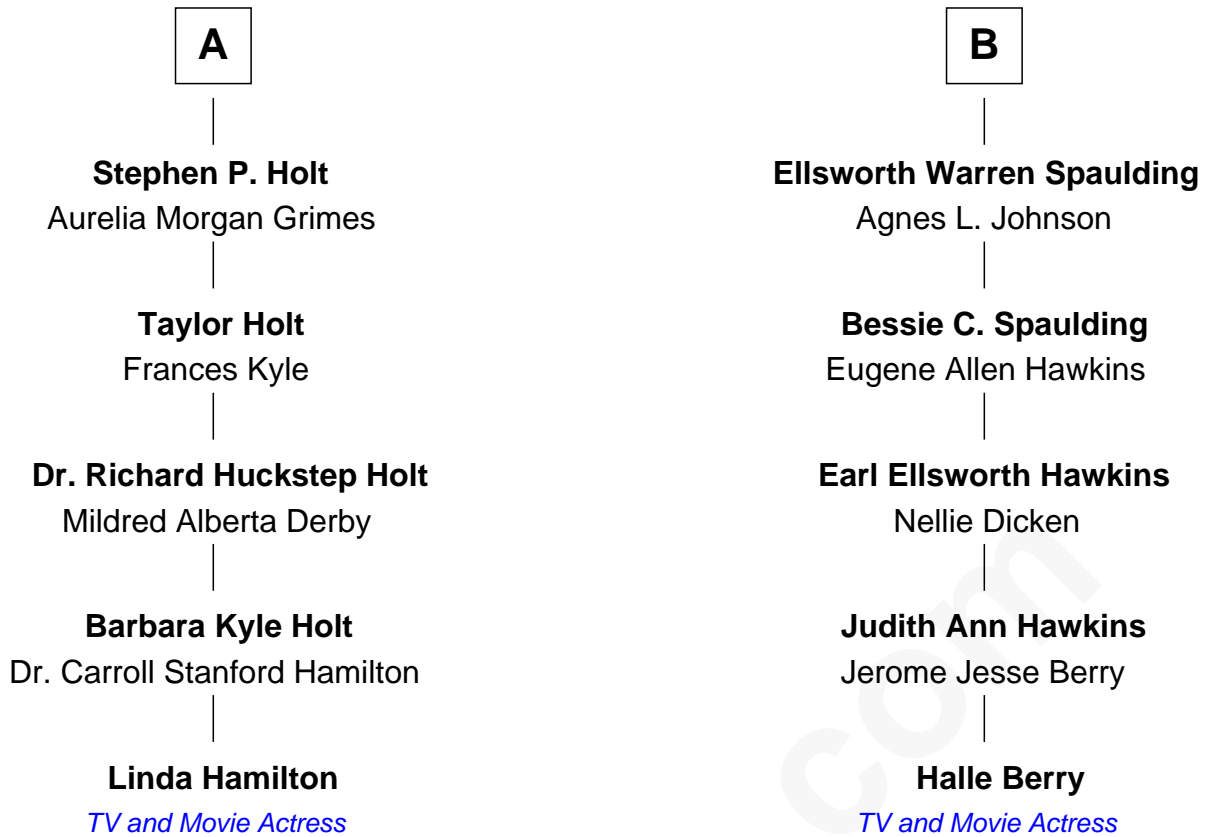 A
Stephen P. Holt
Aurelia Morgan Grimes
Taylor Holt
Frances Kyle
Dr. Richard Huckstep Holt
Mildred Alberta Derby
Barbara Kyle Holt
Dr. Carroll Stanford Hamilton
Linda Hamilton
TV and Movie Actress
B
Ellsworth Warren Spaulding
Agnes L. Johnson
Bessie C. Spaulding
Eugene Allen Hawkins
Earl Ellsworth Hawkins
Nellie Dicken
Judith Ann Hawkins
Jerome Jesse Berry
Halle Berry
TV and Movie Actress
com